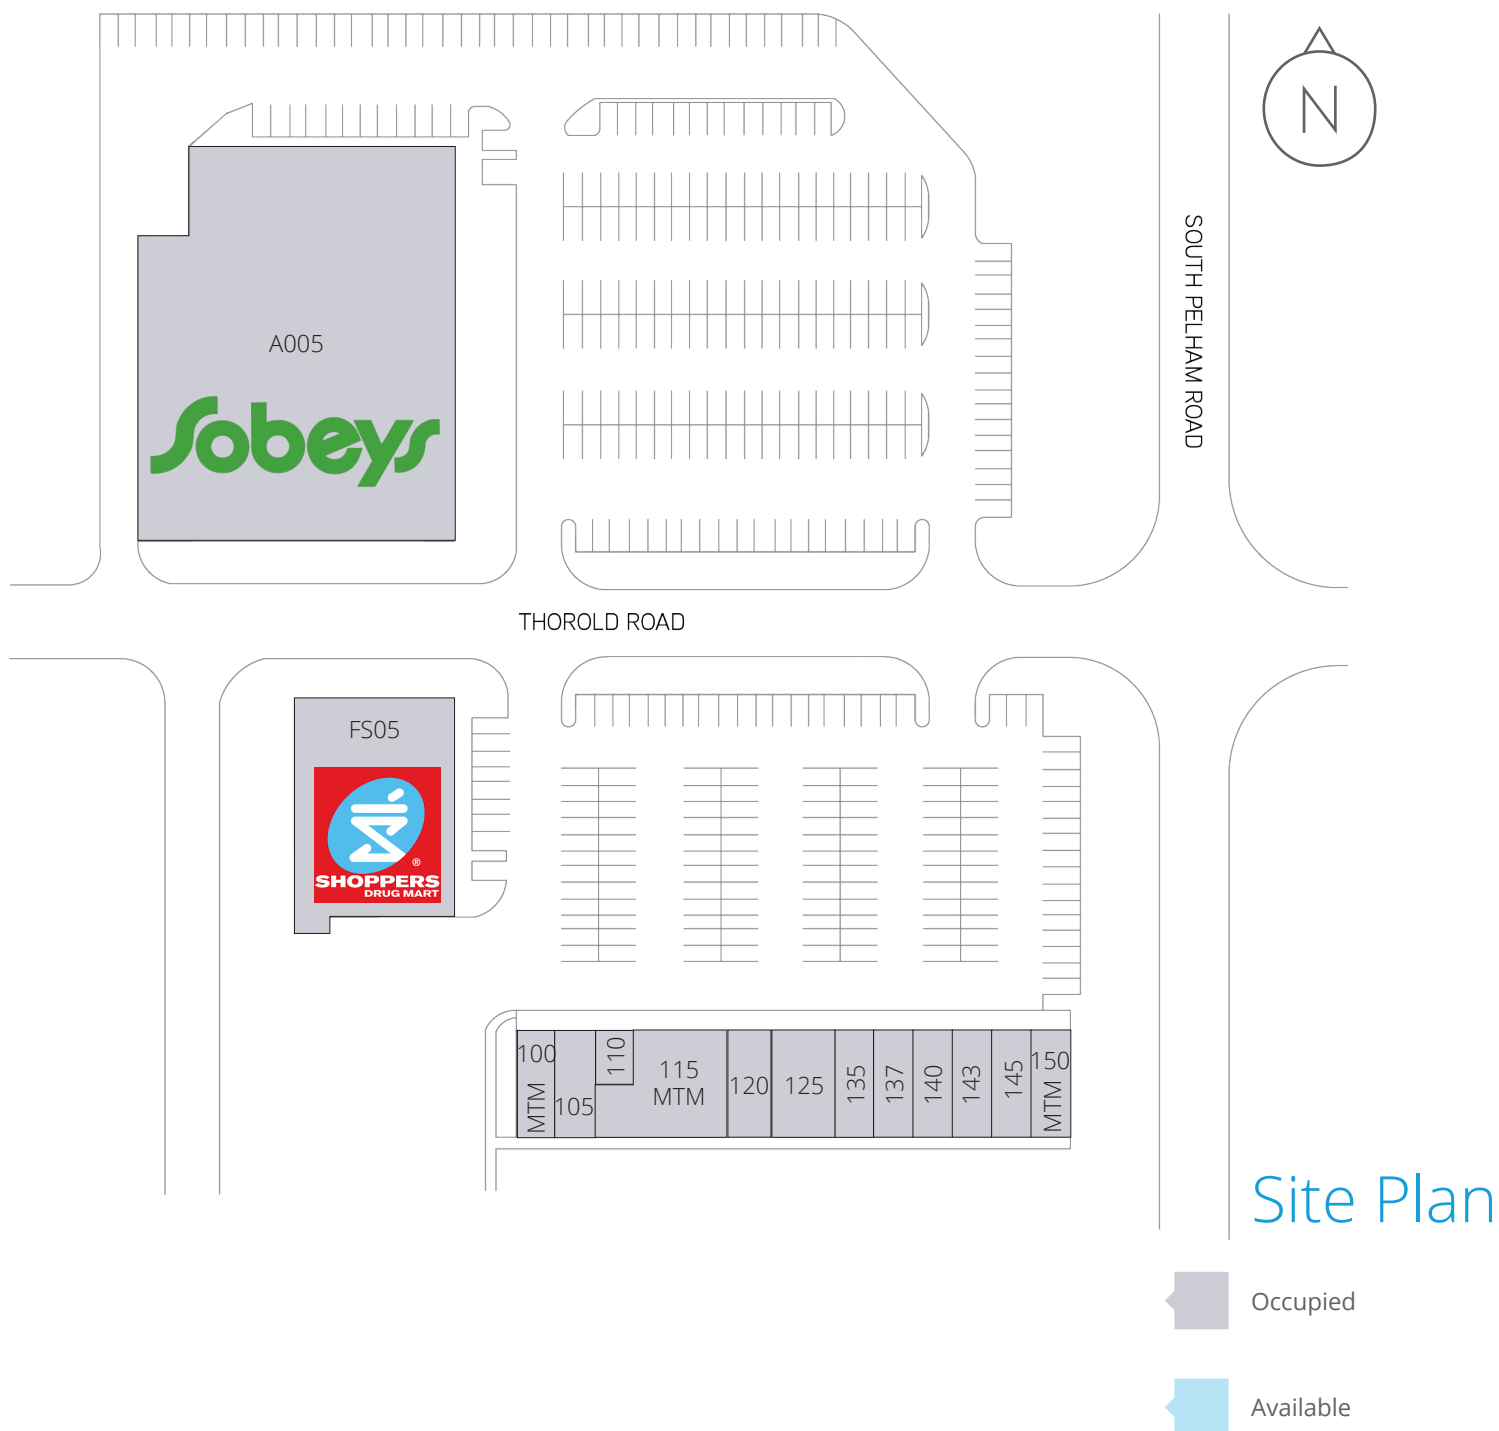 N
SOUTH PELHAM ROAD
A005
Sobeys
THOROLD ROAD
FS05
®
SHOPPERS
DRUG MART
100
MTM
105
110
115
MTM
120
125
135
137
140
143
145
150
MTM
Site Plan
Occupied
Available